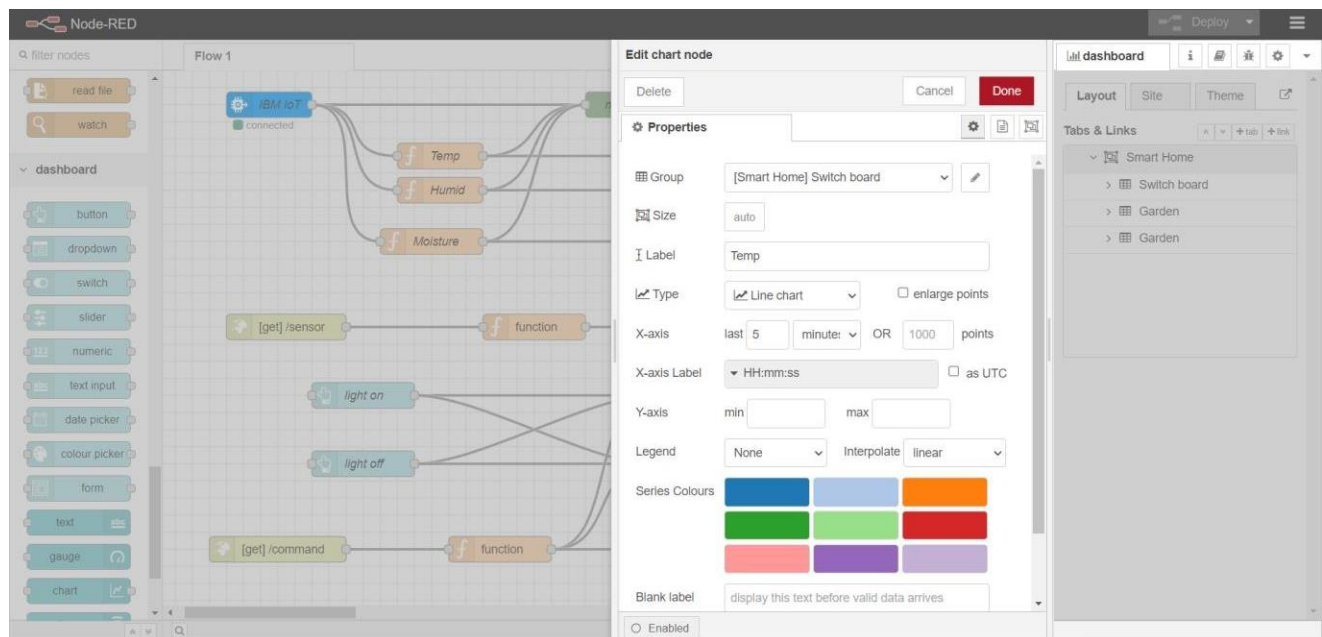 Node-RED
Deploy
filter nodes
read file
watch
dashboard
button
dropdown
switch
slider
numeric
text input
date picker
colour picker
form
text
abc
gauge
chart
Flow 1
IBM IoT
connected
Temp
Humid
Moisture
[get] /sensor
function
light on
light off
[get] /command
function
Edit chart node
Delete
Cancel
Done
Properties
Group
[Smart Home] Switch board
Size
auto
Label
Temp
Type
Line chart
enlarge points
X-axis last 5 minute: OR 1000 points
X-axis Label
HH:mm:ss
as UTC
Y-axis min max
Legend None Interpolate linear
Series Colours
Blank label display this text before valid data arrives
Enabled
dashboard
i
Layout Site Theme
Tabs & Links
+ tab + link
Smart Home
Switch board
Garden
Garden